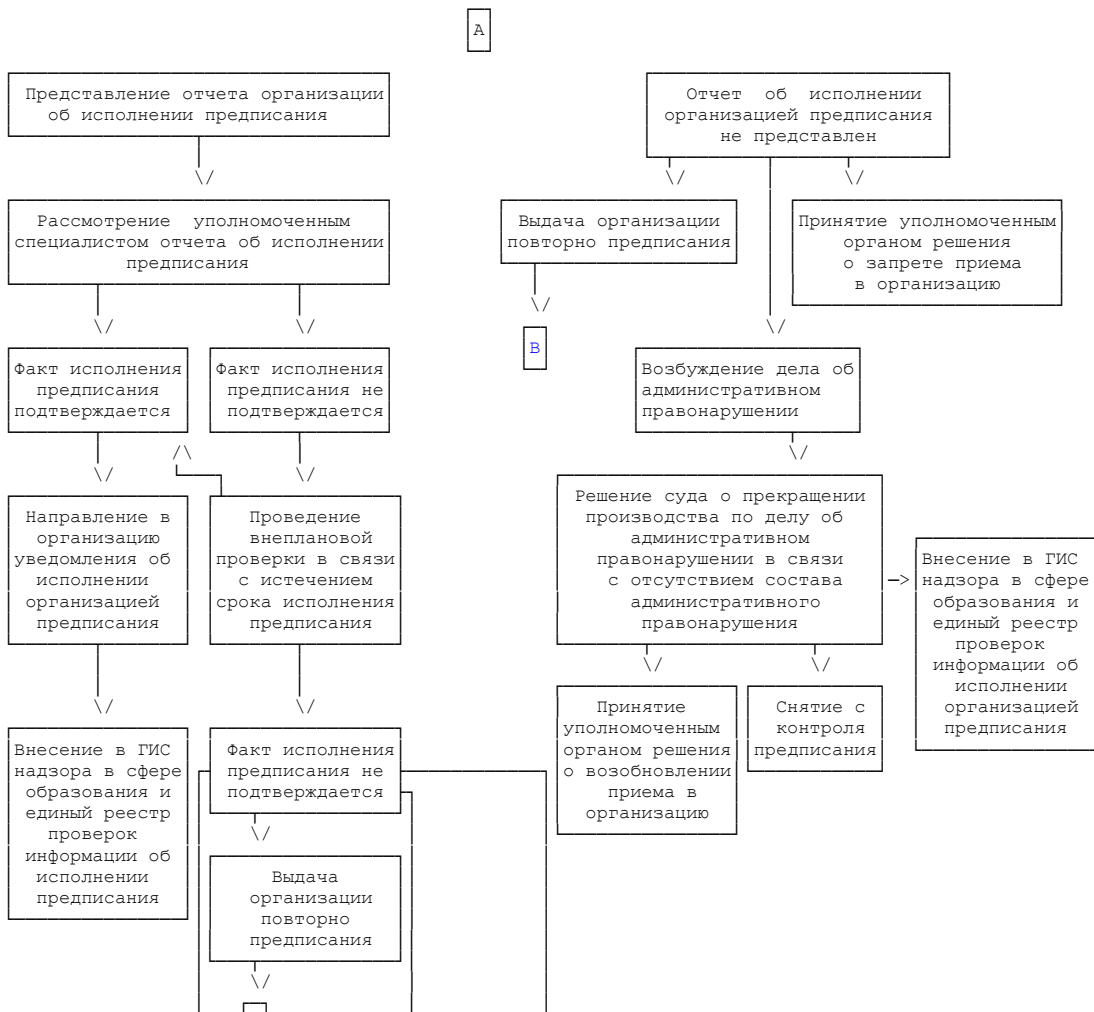 А
Представление отчета организации
об исполнении предписания
Отчет об исполнении
организацией предписания
не представлен
Рассмотрение уполномоченным
специалистом отчета об исполнении
предписания
Выдача организации
повторно предписания
Принятие уполномоченным
органом решения
о запрете приема
в организацию
В
Факт исполнения
предписания
подтверждается
Факт исполнения
предписания не
подтверждается
Возбуждение дела об
административном
правонарушении
Направление в
организацию
уведомления об
исполнении
организацией
предписания
Проведение
внеплановой
проверки в связи
с истечением
срока исполнения
предписания
Решение суда о прекращении
производства по делу об
административном
правонарушении в связи
с отсутствием состава
административного
правонарушения
Внесение в ГИС
надзора в сфере
образования и
единый реестр
проверок
информации об
исполнении
организацией
предписания
Внесение в ГИС
надзора в сфере
образования и
единый реестр
проверок
информации об
исполнении
предписания
Факт исполнения
предписания не
подтверждается
Принятие
уполномоченным
органом решения
о возобновлении
приема в
организацию
Снятие с
контроля
предписания
Выдача
организации
повторно
предписания